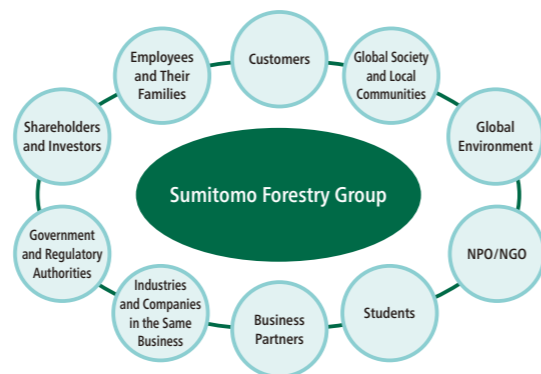 Customers
Global Society
and Local
Communities
Global
Environment
NPO/NGO
Students
Business
Partners
Industries
and Companies
in the Same
Business
Government
and Regulatory
Authorities
Shareholders
and Investors
Employees
and Their
Families
Sumitomo Forestry Group